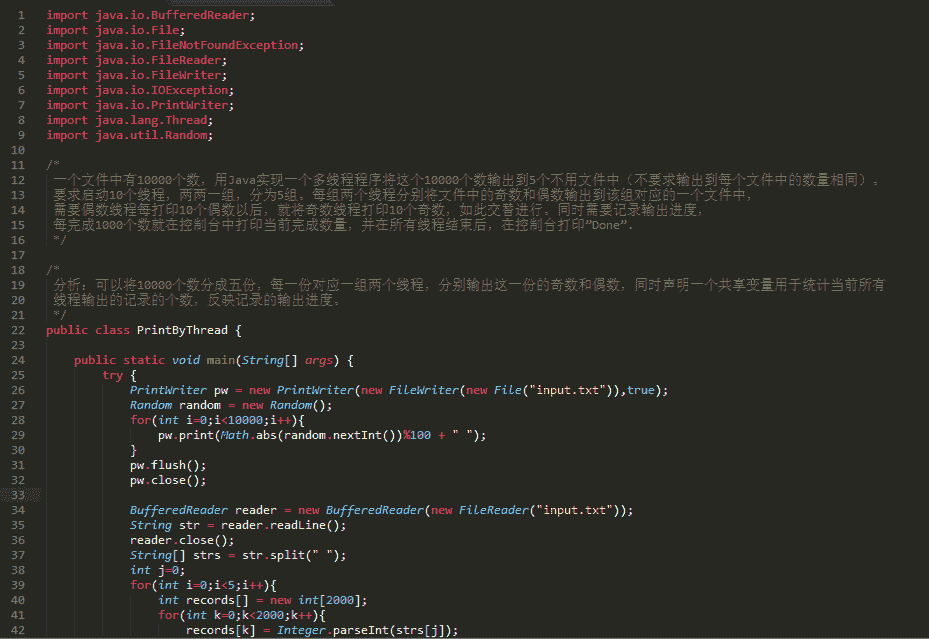 1 import java.io.BufferedReader;
2 import java.io.File;
3 import java.io.FileNotFoundException;
4 import java.io.FileReader;
5 import java.io.FileWriter;
6 import java.io.IOException;
7 import java.io.PrintWriter;
8 import java.lang.Thread;
9 import java.util.Random;
10
11 /*
12 一个文件中有10000个数，用Java实现一个多线程程序将这个10000个数输出到5个不用文件中（不要求输出到每个文件中的数量相同）。
13 要求启动10个线程，两两一组，分为5组。每组两个线程分别将文件中的奇数和偶数输出到该组对应的一个文件中，
14 需要偶数线程每打印10个偶数以后，就将奇数线程打印10个奇数，如此交替进行。同时需要记录输出进度，
15 每完成1000个数就在控制台中打印当前完成数量，并在所有线程结束后，在控制台打印”Done”.
16 */
17
18 /*
19 分析：可以将10000个数分成五份，每一份对应一组两个线程，分别输出这一份的奇数和偶数，同时声明一个共享变量用于统计当前所有
20 线程输出的记录的个数，反映记录的输出进度。
21 */
22 public class PrintByThread {
23
24 public static void main(String[] args) {
25 try {
26 PrintWriter pw = new PrintWriter(new FileWriter(new File("input.txt")),true);
27 Random random = new Random();
28 for(int i=0;i<10000;i++){
29 pw.print(Math.abs(random.nextInt())%100 + " ");
30 }
31 pw.flush();
32 pw.close();
33
34 BufferedReader reader = new BufferedReader(new FileReader("input.txt"));
35 String str = reader.readLine();
36 reader.close();
37 String[] strs = str.split(" ");
38 int j=0;
39 for(int i=0;i<5;i++){
40 int records[] = new int[2000];
41 for(int k=0;k<2000;k++){
42 records[k] = Integer.parseInt(strs[j]);